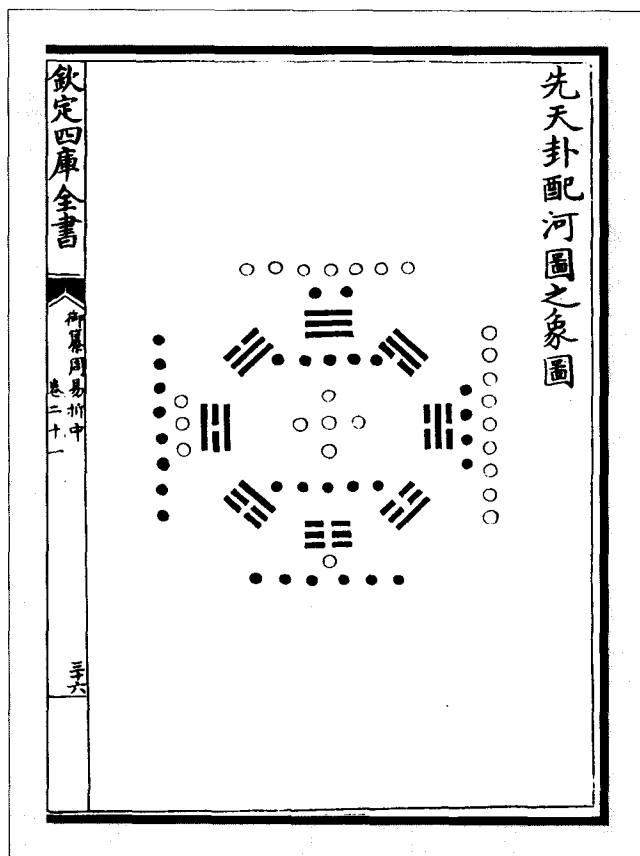 先天卦配河圖之象圖
欽定四庫全書
御纂周易折中
卷二十一
三十六